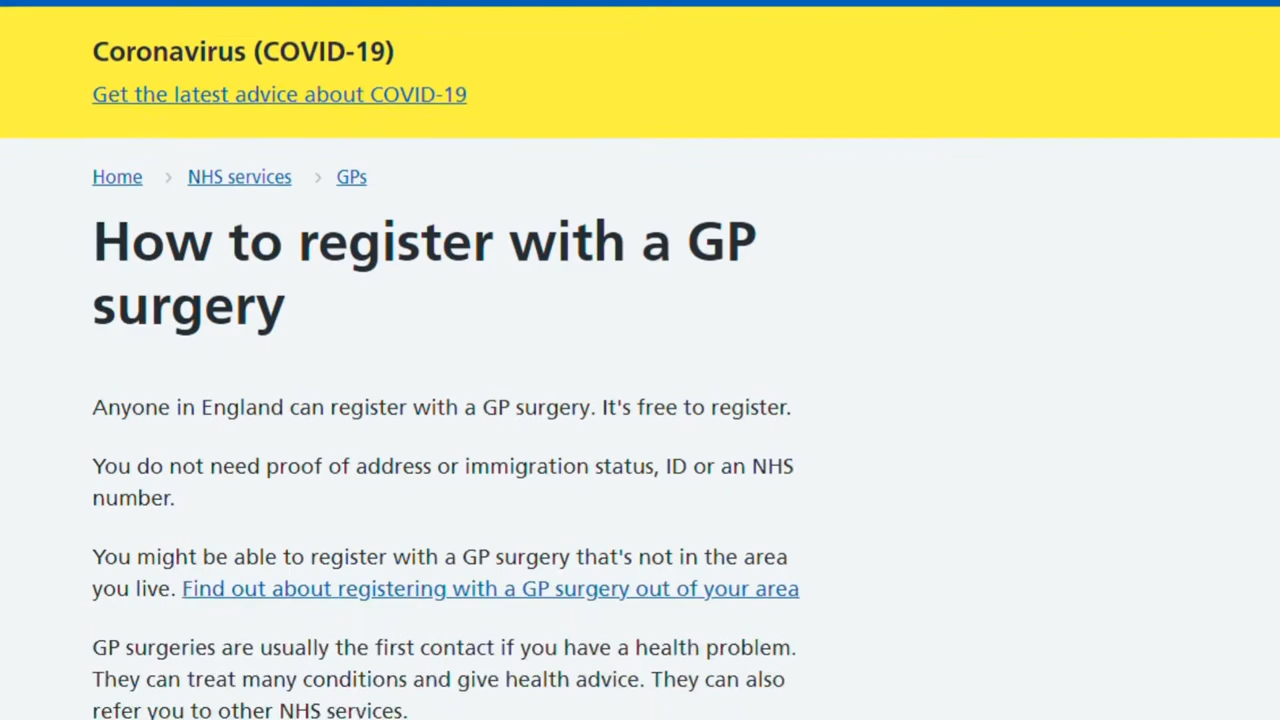 Coronavirus (COVID-19)
Get the latest advice about COVID-19
Home > NHS services > GPs
How to register with a GP
surgery
Anyone in England can register with a GP surgery. It's free to register.
You do not need proof of address or immigration status, ID or an NHS
number.
You might be able to register with a GP surgery that's not in the area
you live. Find out about registering with a GP surgery out of your area
GP surgeries are usually the first contact if you have a health problem.
They can treat many conditions and give health advice. They can also
refer you to other NHS services.